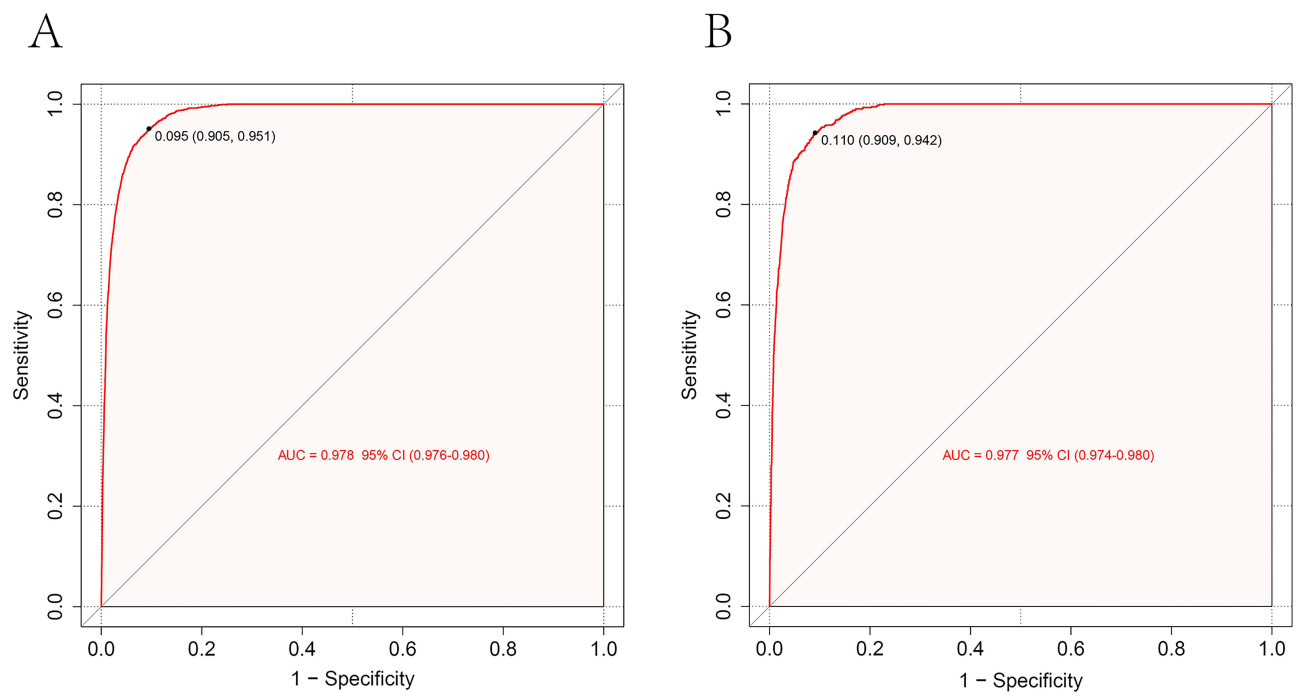 A
1.0
0.8
0.6
0.4
0.2
0.0
Sensitivity
0.095 (0.905, 0.951)
AUC = 0.978 95% CI (0.976-0.980)
0.0 0.2 0.4 0.6 0.8 1.0
1 − Specificity
B
1.0
0.8
0.6
0.4
0.2
0.0
Sensitivity
0.110 (0.909, 0.942)
AUC = 0.977 95% CI (0.974-0.980)
0.0 0.2 0.4 0.6 0.8 1.0
1 − Specificity